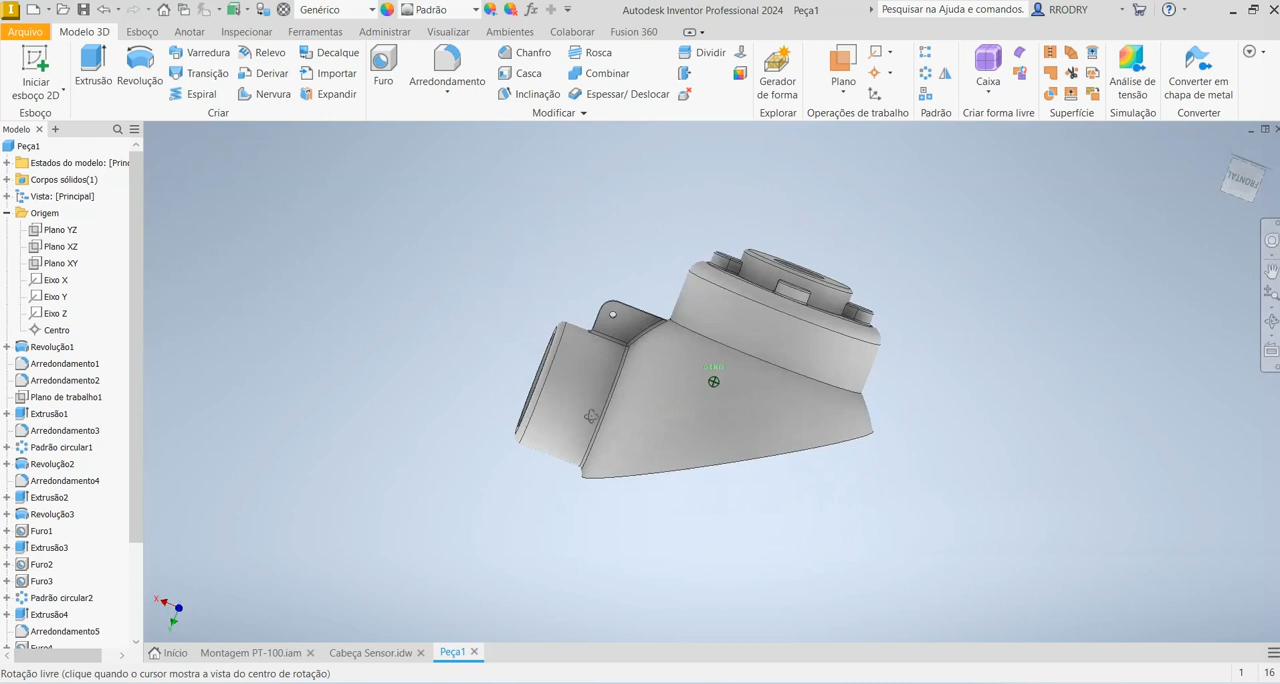 Genérico
Padrão
Autodesk Inventor Professional 2024 Peça1
Pesquisar na Ajuda e comandos.
RRODRY
Arquivo Modelo 3D Esboço Anotar Inspecionar Ferramentas Administrar Visualizar Ambientes Colaborar Fusion 360
Iniciar
esboço 2D
Esboço
Extrusão
Revolução
Varredura
Transição
Espiral
Relevo
Derivar
Nervura
Decalque
Importar
Expandir
Criar
Furo
Arredondamento
Chanfro
Casca
Inclinação
Rosca
Combinar
Espessar/ Deslocar
Dividir
Modificar
Gerador
de forma
Explorar
Plano
Operações de trabalho
Padrão
Caixa
Criar forma livre
Superfície
Análise de
tensão
Simulação
Converter em
chapa de metal
Converter
Modelo
Peça1
Estados do modelo: [Princ
Corpos sólidos(1)
Vista: [Principal]
Origem
Plano YZ
Plano XZ
Plano XY
Eixo X
Eixo Y
Eixo Z
Centro
Revolução1
Arredondamento1
Arredondamento2
Plano de trabalho1
Extrusão1
Arredondamento3
Padrão circular1
Revolução2
Arredondamento4
Extrusão2
Revolução3
Furo1
Extrusão3
Furo2
Furo3
Padrão circular2
Extrusão4
Arredondamento5
Furo4
FRONTAL
X
Y
Início Montagem PT-100.iam Cabeça Sensor.idw Peça1
Rotação livre (clique quando o cursor mostra a vista do centro de rotação)
1 16